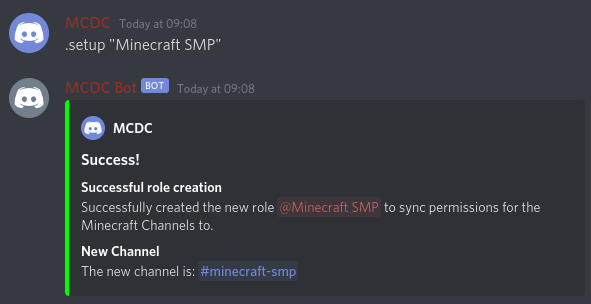 MCDC Today at 09:08
.setup "Minecraft SMP"
MCDC Bot BOT Today at 09:08
MCDC
Success!
Successful role creation
Successfully created the new role @Minecraft SMP to sync permissions for the
Minecraft Channels to.
New Channel
The new channel is: #minecraft-smp